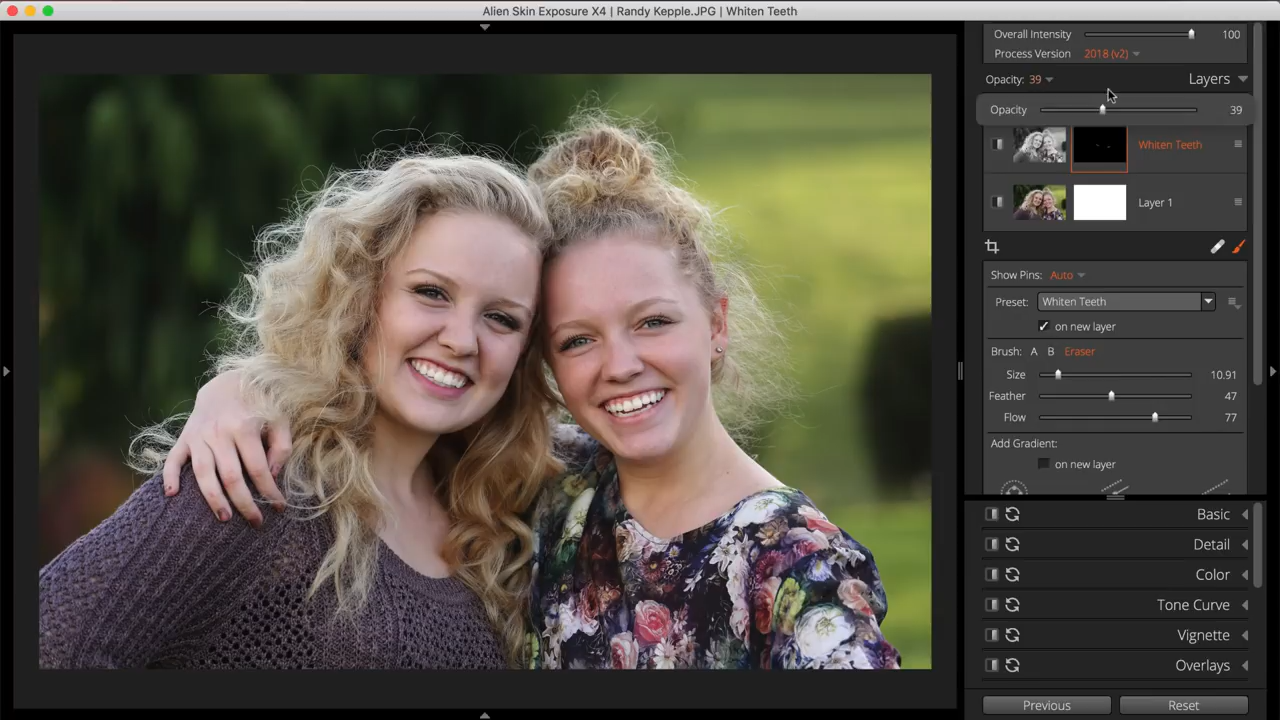 Alien Skin Exposure X4 | Randy Kepple.JPG | Whiten Teeth
Overall Intensity 100
Process Version 2018 (v2)
Opacity: 39 Layers
Opacity 39
Whiten Teeth
Layer 1
Show Pins: Auto
Preset: Whiten Teeth
on new layer
Brush: A B Eraser
Size 10.91
Feather 47
Flow 77
Add Gradient:
on new layer
Basic
Detail
Color
Tone Curve
Vignette
Overlays
Previous Reset